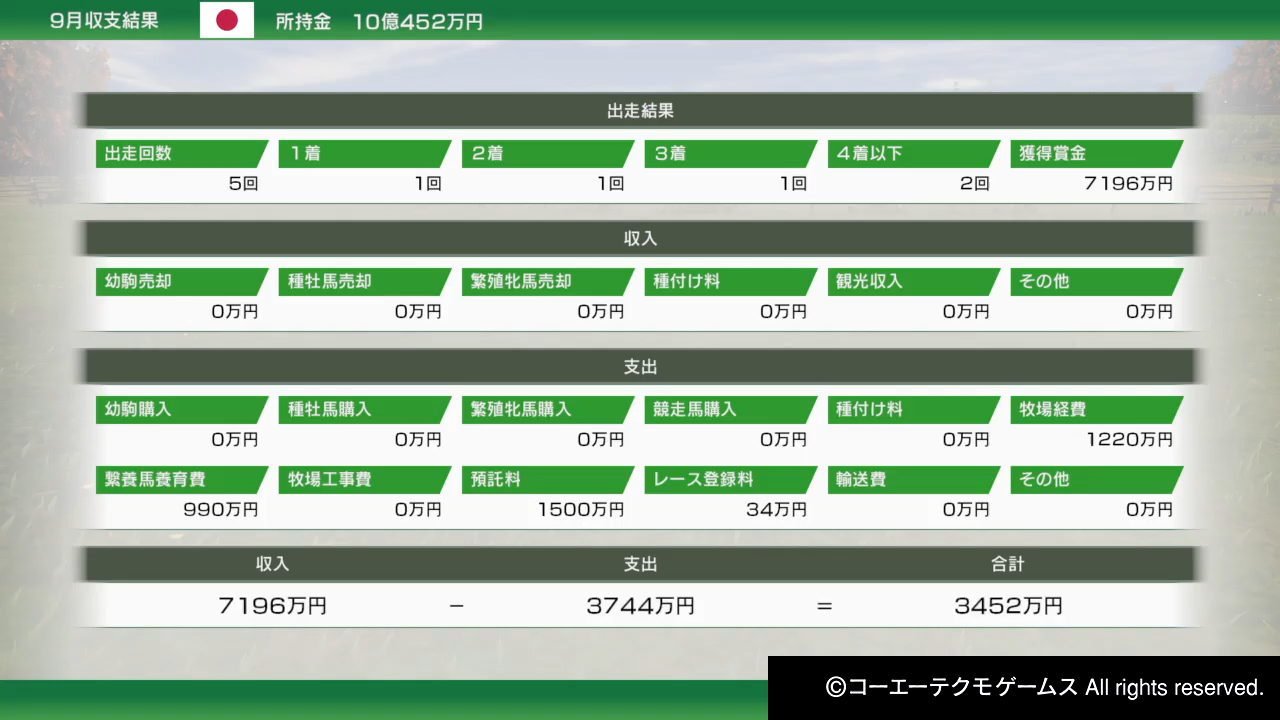 9月収支結果 所持金 10億452万円
出走結果
出走回数 1着 2着 3着 4着以下 獲得賞金
5回 1回 1回 1回 2回 7196万円
収入
幼駒売却 種牡馬売却 繁殖牝馬売却 種付け料 観光収入 その他
0万円 0万円 0万円 0万円 0万円 0万円
支出
幼駒購入 種牡馬購入 繁殖牝馬購入 競走馬購入 種付け料 牧場経費
0万円 0万円 0万円 0万円 0万円 1220万円
繋養馬養育費 牧場工事費 預託料 レース登録料 輸送費 その他
990万円 0万円 1500万円 34万円 0万円 0万円
収入 支出 合計
7196万円 － 3744万円 ＝ 3452万円
©コーエーテクモゲームス All rights reserved.